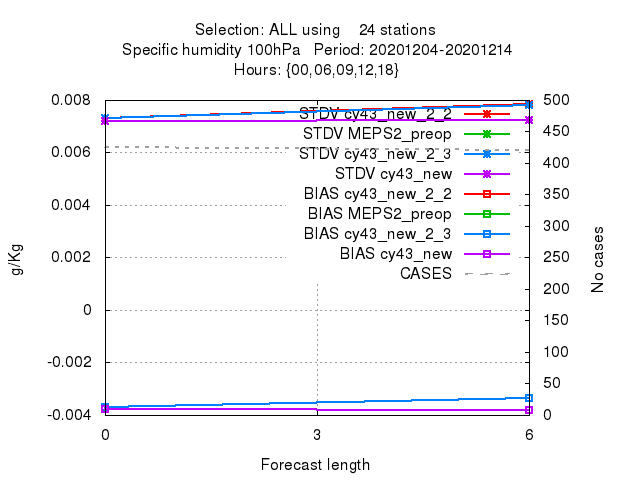 Selection: ALL using    24 stations
Specific humidity 100hPa   Period: 20201204-20201214
Hours: {00,06,09,12,18}
0.008
0.006
0.004
0.002
0
-0.002
-0.004
g/Kg
STDV cy43_new_2_2
STDV MEPS2_preop
STDV cy43_new_2_3
STDV cy43_new
BIAS cy43_new_2_2
BIAS MEPS2_preop
BIAS cy43_new_2_3
BIAS cy43_new
CASES
500
450
400
350
300
250
200
150
100
50
0
No cases
0 3 6
Forecast length